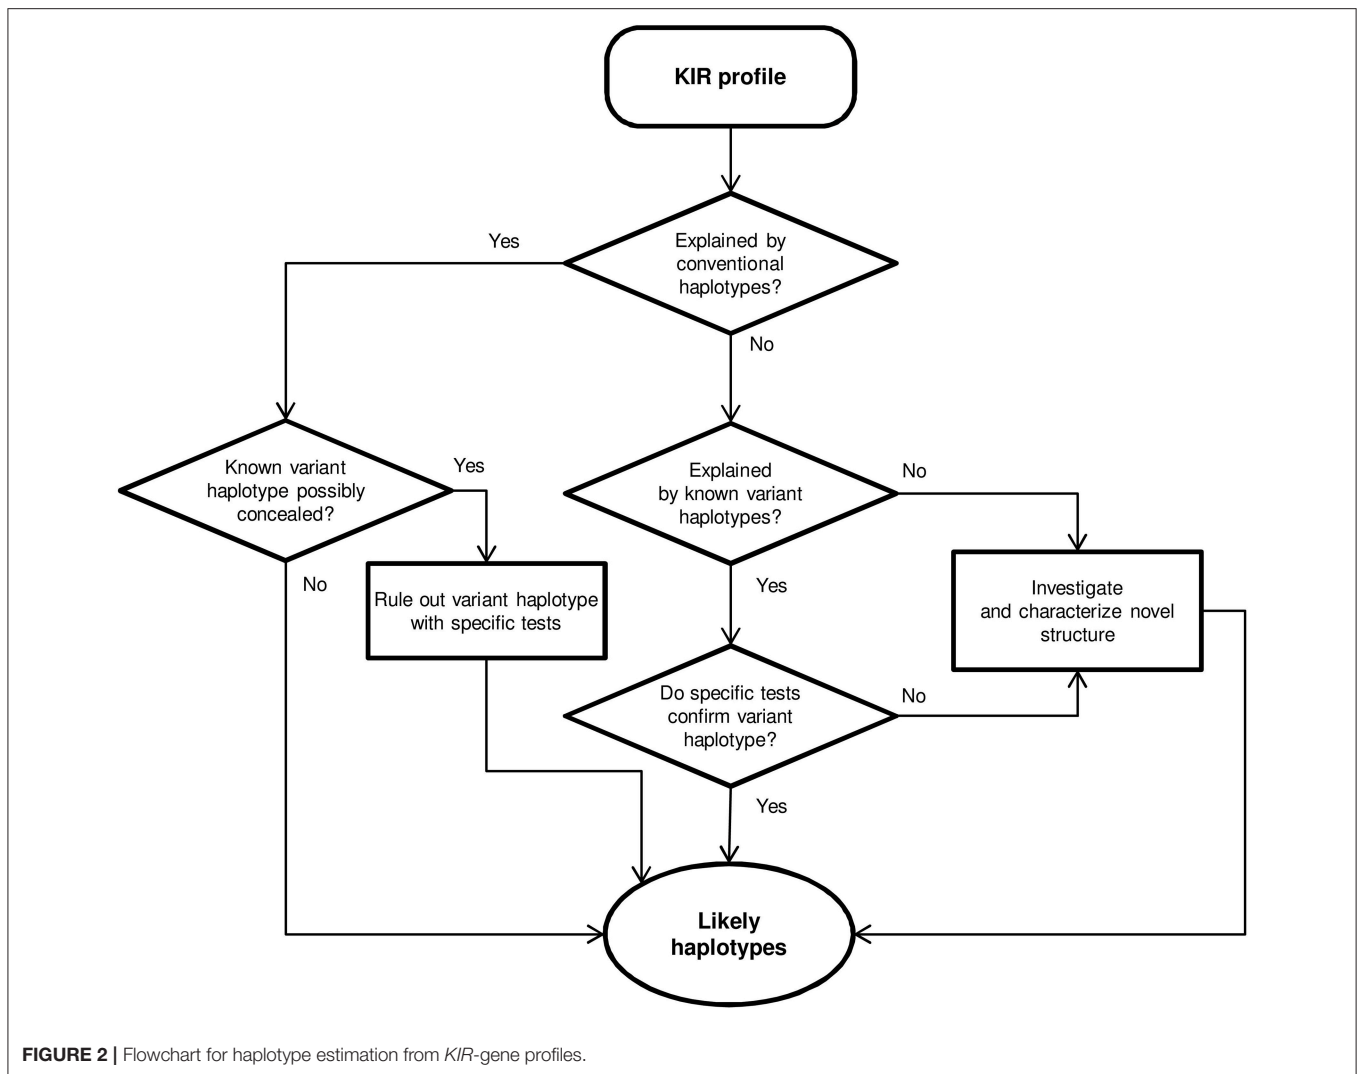 KIR profile
Explained by
conventional
haplotypes?
Yes
No
Known variant
haplotype possibly
concealed?
Yes
No
Explained
by known variant
haplotypes?
No
Yes
Rule out variant haplotype
with specific tests
Investigate
and characterize novel
structure
Do specific tests
confirm variant
haplotype?
No
Yes
Likely
haplotypes
FIGURE 2 | Flowchart for haplotype estimation from KIR-gene profiles.